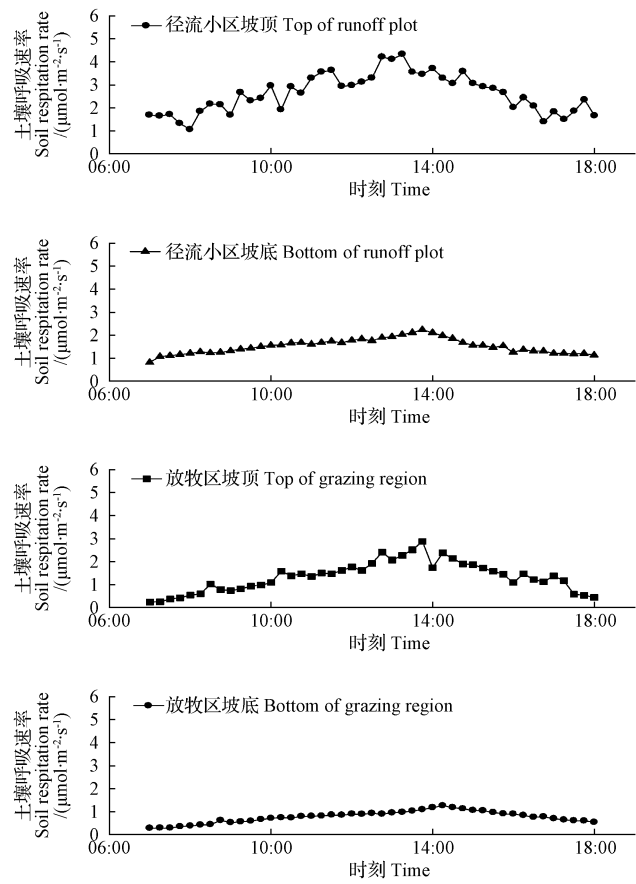 径流小区坡顶 Top of runoff plot
土壤呼吸速率
Soil respitation rate
/(μmol·m-2·s-1)
6
5
4
3
2
1
0
06:00 10:00 14:00 18:00
时刻 Time
径流小区坡底 Bottom of runoff plot
土壤呼吸速率
Soil respitation rate
/(μmol·m-2·s-1)
6
5
4
3
2
1
0
06:00 10:00 14:00 18:00
时刻 Time
放牧区坡顶 Top of grazing region
土壤呼吸速率
Soil respitation rate
/(μmol·m-2·s-1)
6
5
4
3
2
1
0
06:00 10:00 14:00 18:00
时刻 Time
放牧区坡底 Bottom of grazing region
土壤呼吸速率
Soil respitation rate
/(μmol·m-2·s-1)
6
5
4
3
2
1
0
06:00 10:00 14:00 18:00
时刻 Time